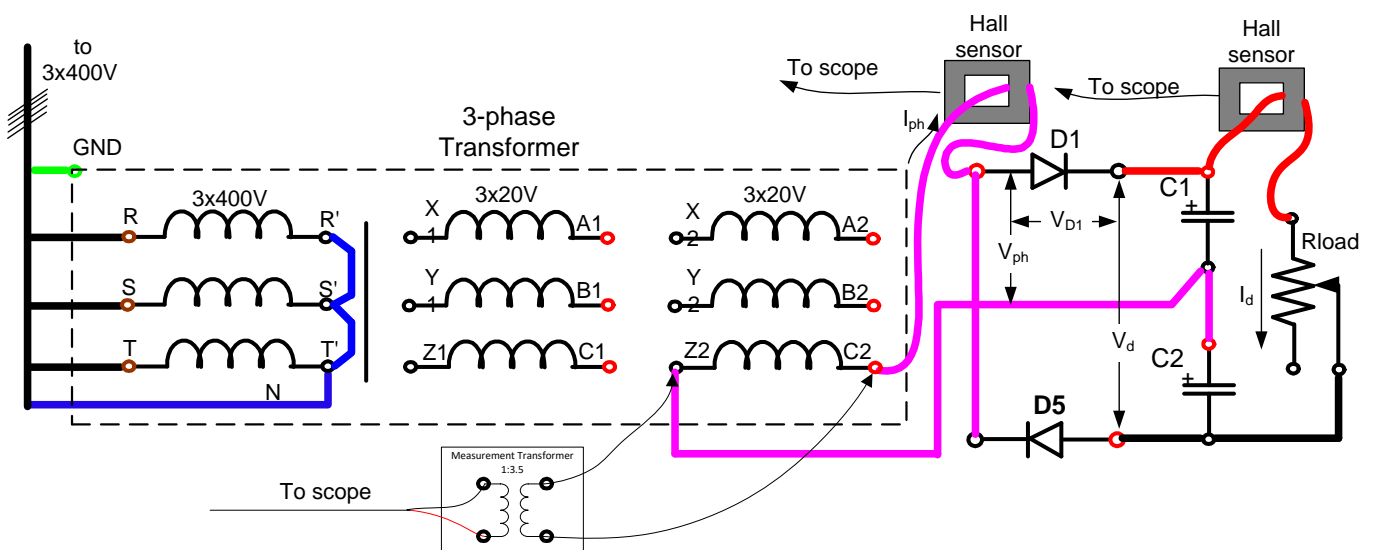 to
3x400V
GND
3-phase
Transformer
3x400V
3x20V
3x20V
R
R'
X
1
A1
X
2
A2
S
S'
Y
1
B1
Y
2
B2
T
T'
Z1
C1
Z2
C2
N
Measurement Transformer
1:3.5
To scope
To scope
Hall
sensor
Iph
To scope
Hall
sensor
D1
VD1
Vph
Vd
C1
+
C2
+
D5
Rload
Id